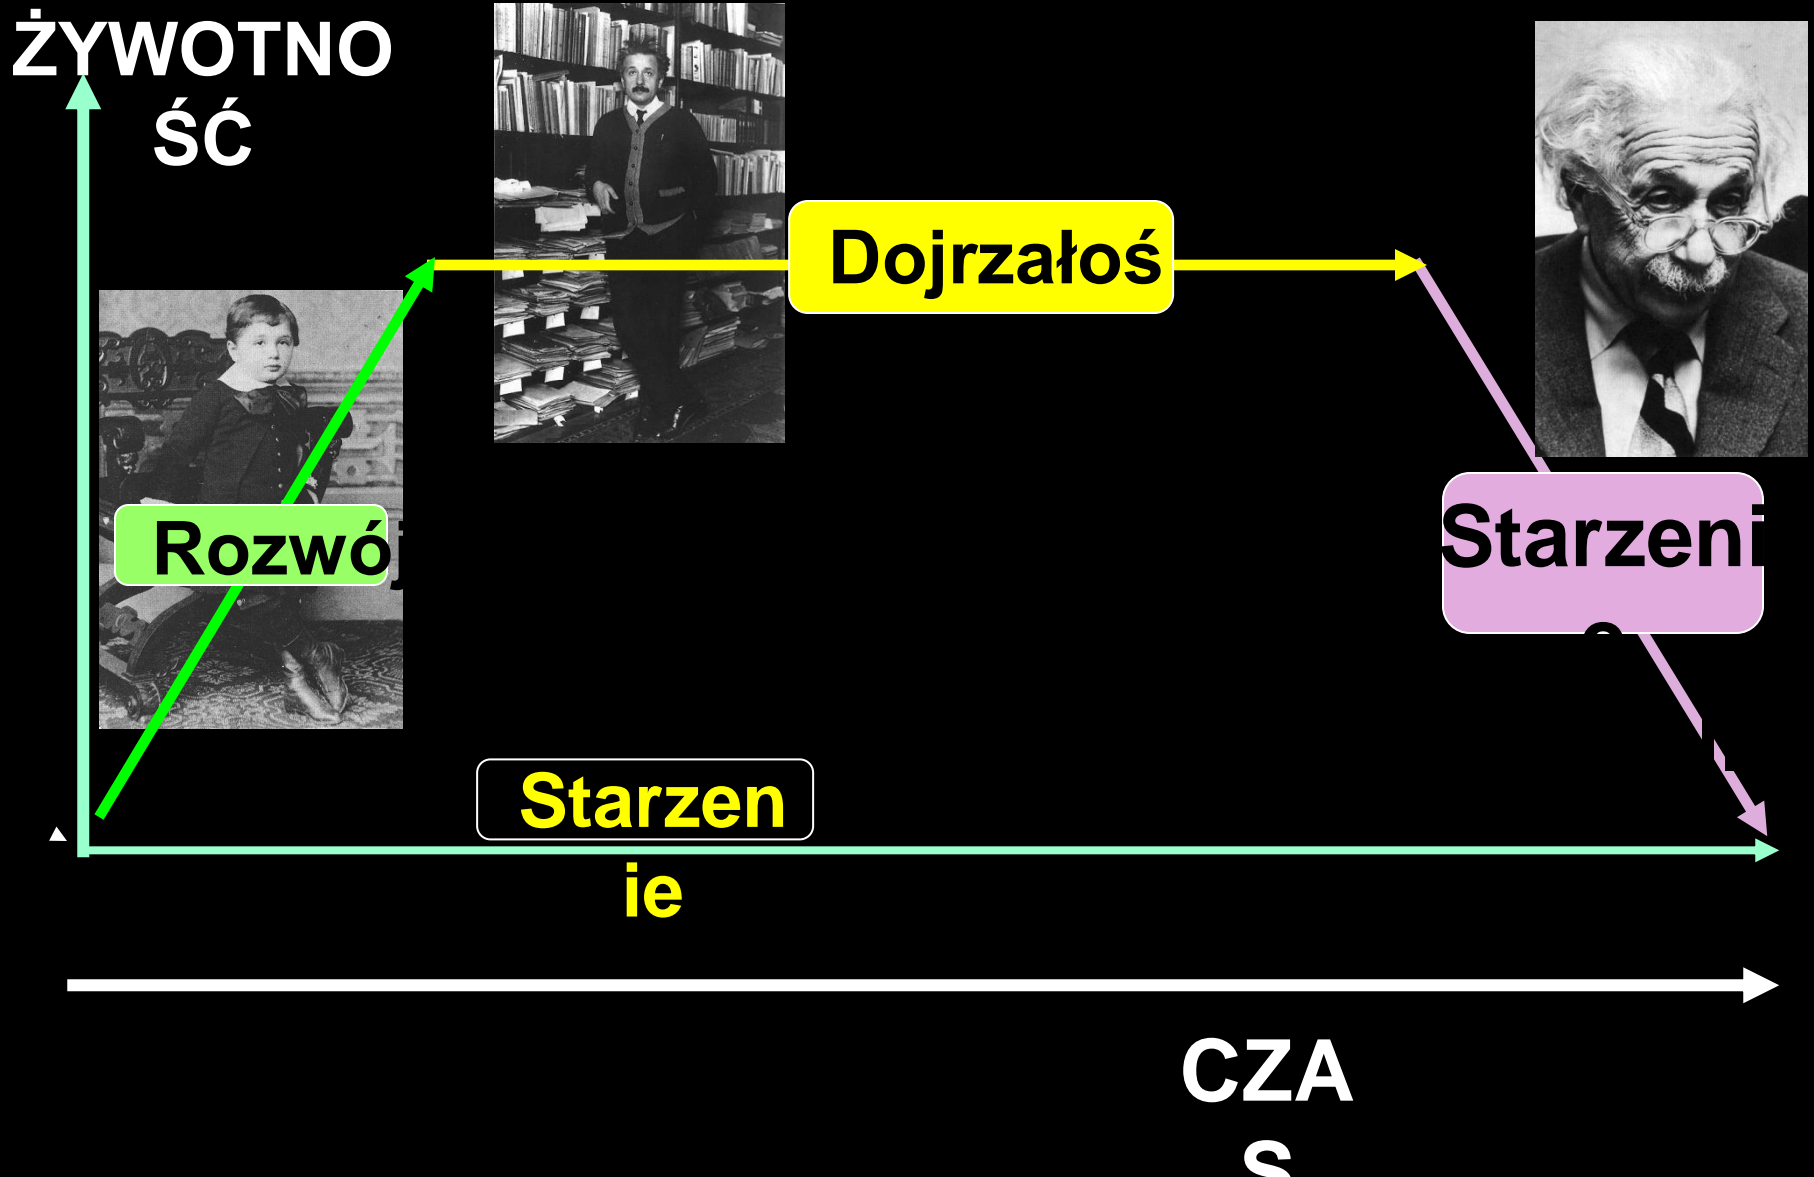 ŻYWOTNO
ŚĆ
Dojrzałoś
Rozwój
Starzeni
Starzen
ie
CZA
S